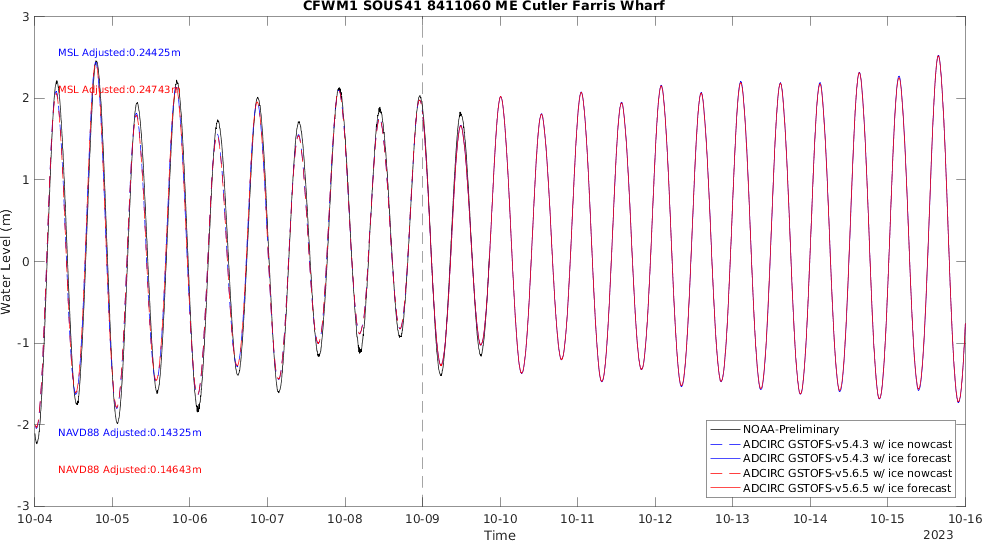 CFWM1 SOUS41 8411060 ME Cutler Farris Wharf
3
2
1
0
-1
-2
-3
Water Level (m)
MSL Adjusted:0.24425m
MSL Adjusted:0.24743m
NAVD88 Adjusted:0.14325m
NAVD88 Adjusted:0.14643m
NOAA-Preliminary
ADCIRC GSTOFS-v5.4.3 w/ ice nowcast
ADCIRC GSTOFS-v5.4.3 w/ ice forecast
ADCIRC GSTOFS-v5.6.5 w/ ice nowcast
ADCIRC GSTOFS-v5.6.5 w/ ice forecast
10-04 10-05 10-06 10-07 10-08 10-09 10-10 10-11 10-12 10-13 10-14 10-15 10-16
Time
2023